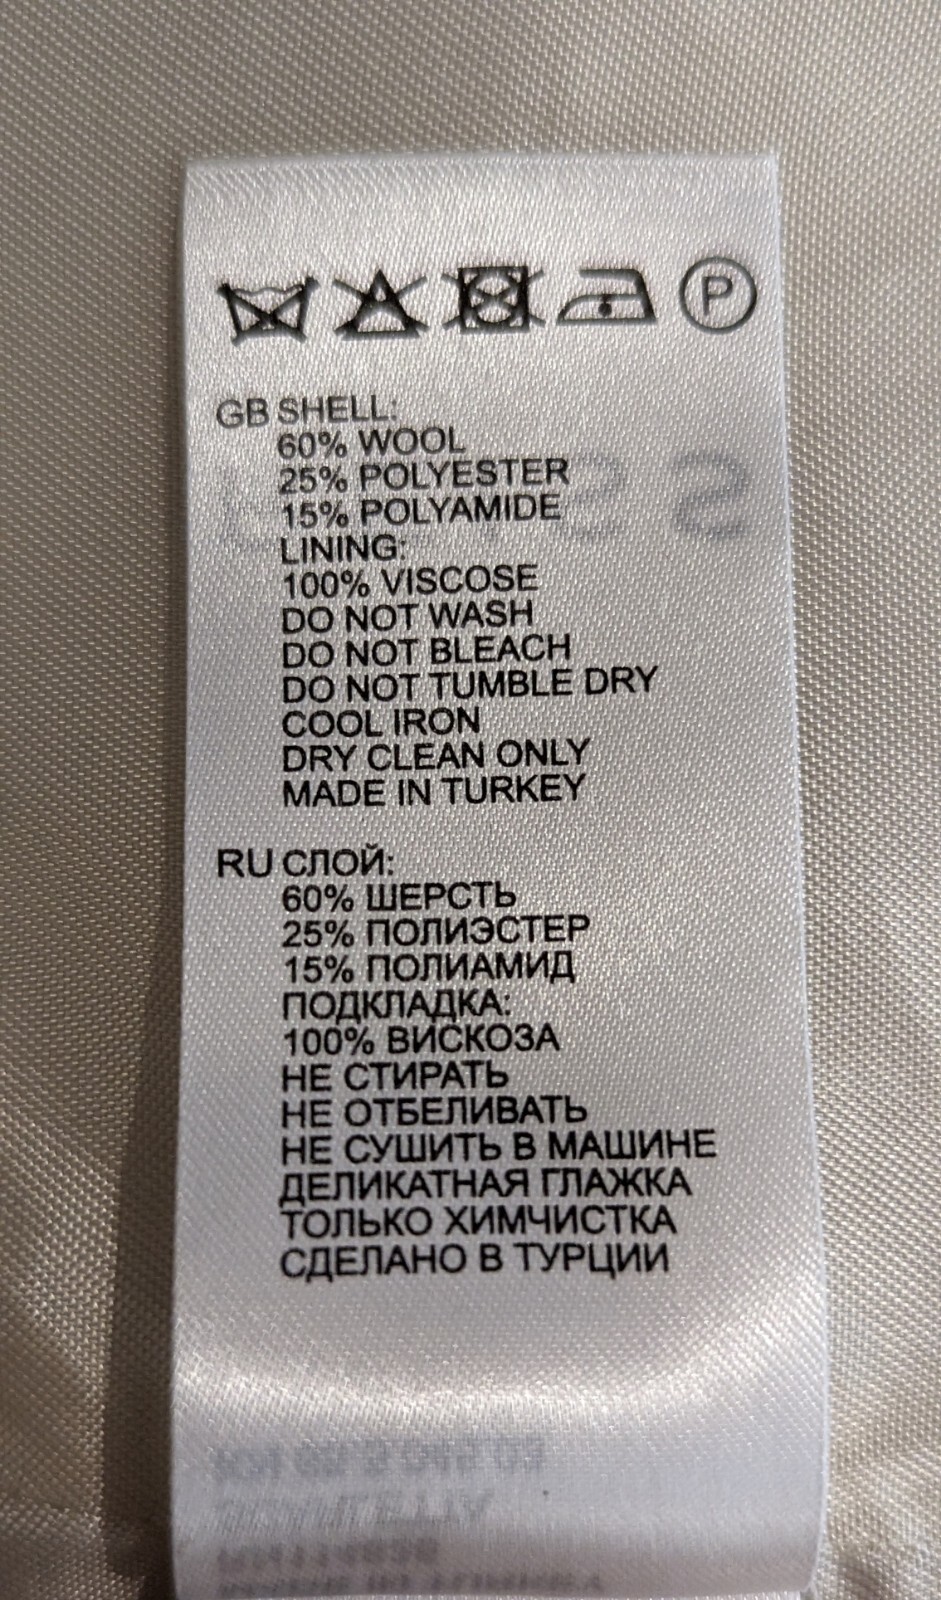 P
GB SHELL:
60% WOOL
25% POLYESTER
15% POLYAMIDE
LINING:
100% VISCOSE
DO NOT WASH
DO NOT BLEACH
DO NOT TUMBLE DRY
COOL IRON
DRY CLEAN ONLY
MADE IN TURKEY
RU СЛОЙ:
60% ШЕРСТЬ
25% ПОЛИЭСТЕР
15% ПОЛИАМИД
ПОДКЛАДКА:
100% ВИСКОЗА
НЕ СТИРАТЬ
НЕ ОТБЕЛИВАТЬ
НЕ СУШИТЬ В МАШИНЕ
ДЕЛИКАТНАЯ ГЛАЖКА
ТОЛЬКО ХИМЧИСТКА
СДЕЛАНО В ТУРЦИИ